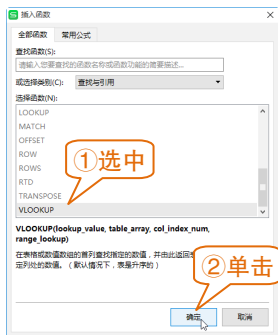 插入函数
全部函数 常用公式
查找函数(S):
请输入您要查找的函数名称或函数功能的简要描述...
或选择类别(C): 查找与引用
选择函数(N):
LOOKUP
MATCH
OFFSET
ROW
ROWS
RTD
TRANSPOSE
VLOOKUP
①选中
VLOOKUP(lookup_value, table_array, col_index_num,
range_lookup)
在表格或数值数组的首列查找指定的数值，并由此返回
定列处的数值。（默认情况下，表是升序的）
②单击
确定 取消